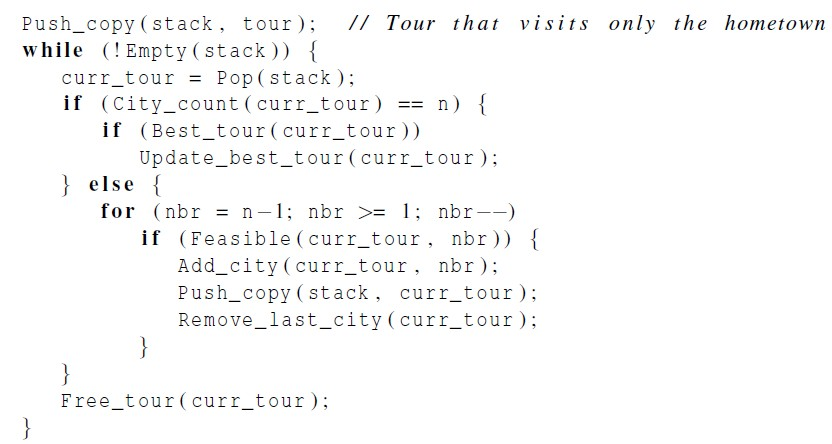 Push_copy(stack, tour);  // Tour that visits only the hometown
while (!Empty(stack)) {
   curr_tour = Pop(stack);
   if (City_count(curr_tour) == n) {
      if (Best_tour(curr_tour))
         Update_best_tour(curr_tour);
   } else {
      for (nbr = n−1; nbr >= 1; nbr−−)
         if (Feasible(curr_tour, nbr)) {
            Add_city(curr_tour, nbr);
            Push_copy(stack, curr_tour);
            Remove_last_city(curr_tour);
         }
   }
   Free_tour(curr_tour);
}